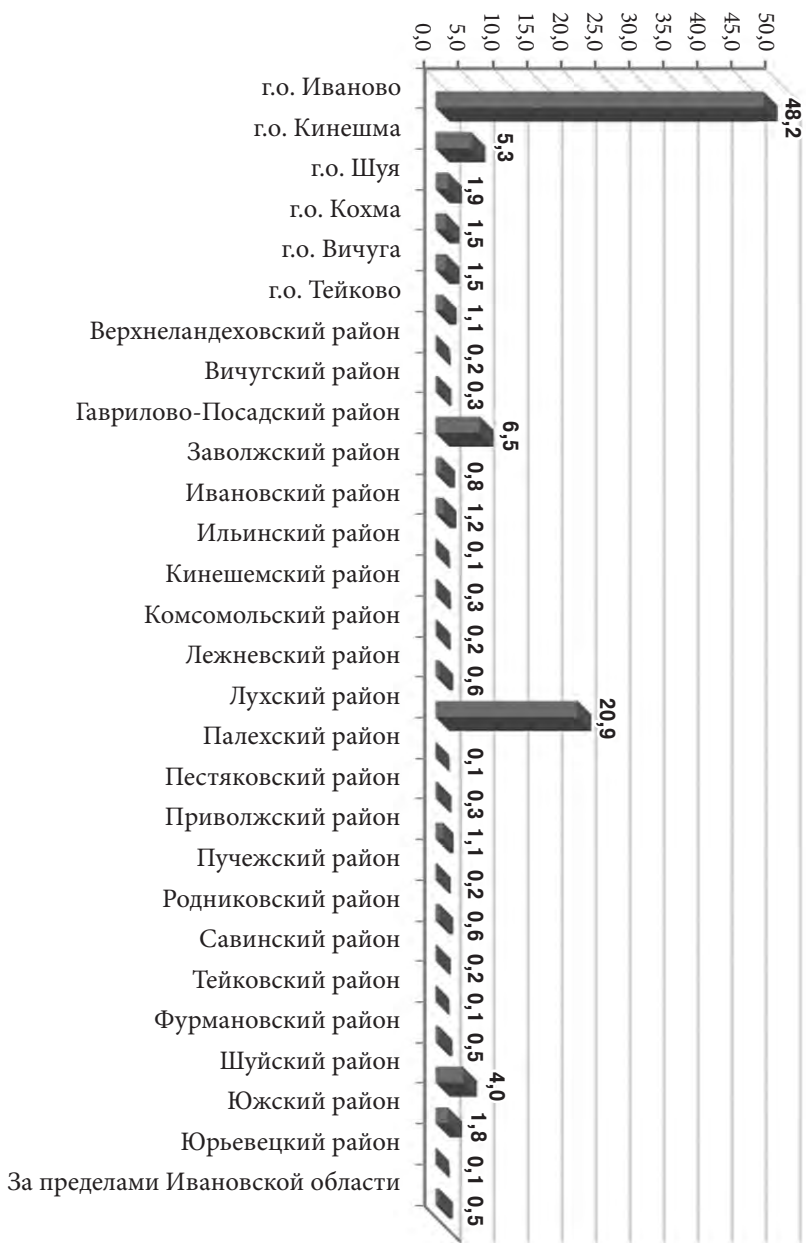 0,0
5,0
10,0
15,0
20,0
25,0
30,0
35,0
40,0
45,0
50,0
г.о. Иваново
48,2
г.о. Кинешма
5,3
г.о. Шуя
1,9
г.о. Кохма
1,5
г.о. Вичуга
1,5
г.о. Тейково
1,1
Верхнеландеховский район
0,2
Вичугский район
0,3
Гаврилово-Посадский район
6,5
Заволжский район
0,8
Ивановский район
1,2
Ильинский район
0,1
Кинешемский район
0,3
Комсомольский район
0,2
Лежневский район
0,6
Лухский район
20,9
Палехский район
0,1
Пестяковский район
0,3
Приволжский район
1,1
Пучежский район
0,2
Родниковский район
0,6
Савинский район
0,2
Тейковский район
0,1
Фурмановский район
0,5
Шуйский район
4,0
Южский район
1,8
Юрьевецкий район
0,1
За пределами Ивановской области
0,5